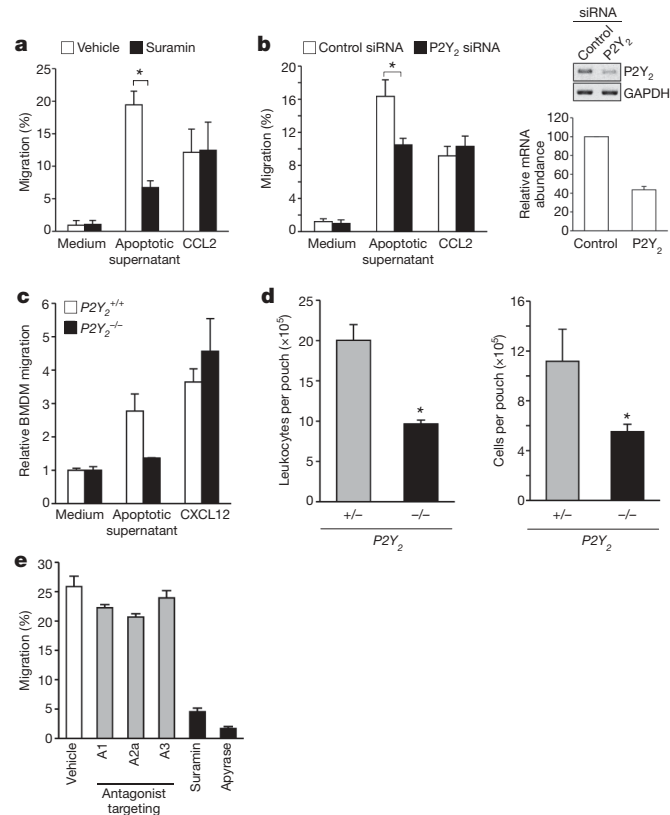 a
Vehicle Suramin
Migration (%)
25
20
15
10
5
0
*
Medium Apoptotic CCL2
supernatant
b
Control siRNA P2Y2 siRNA
Migration (%)
20
16
12
8
4
0
*
Medium Apoptotic CCL2
supernatant
siRNA
Control P2Y2
P2Y2
GAPDH
Relative mRNA
abundance
120
100
80
60
40
20
0
Control P2Y2
c
P2Y2+/+
P2Y2–/–
Relative BMDM migration
6
5
4
3
2
1
0
Medium Apoptotic CXCL12
supernatant
d
Leukocytes per pouch (×10⁵)
25
20
15
10
5
0
*
+/– –/–
P2Y2
Cells per pouch (×10⁵)
16
12
8
4
0
*
+/– –/–
P2Y2
e
Migration (%)
30
25
20
15
10
5
0
Vehicle
A1
A2a
A3
Suramin
Apyrase
Antagonist
targeting